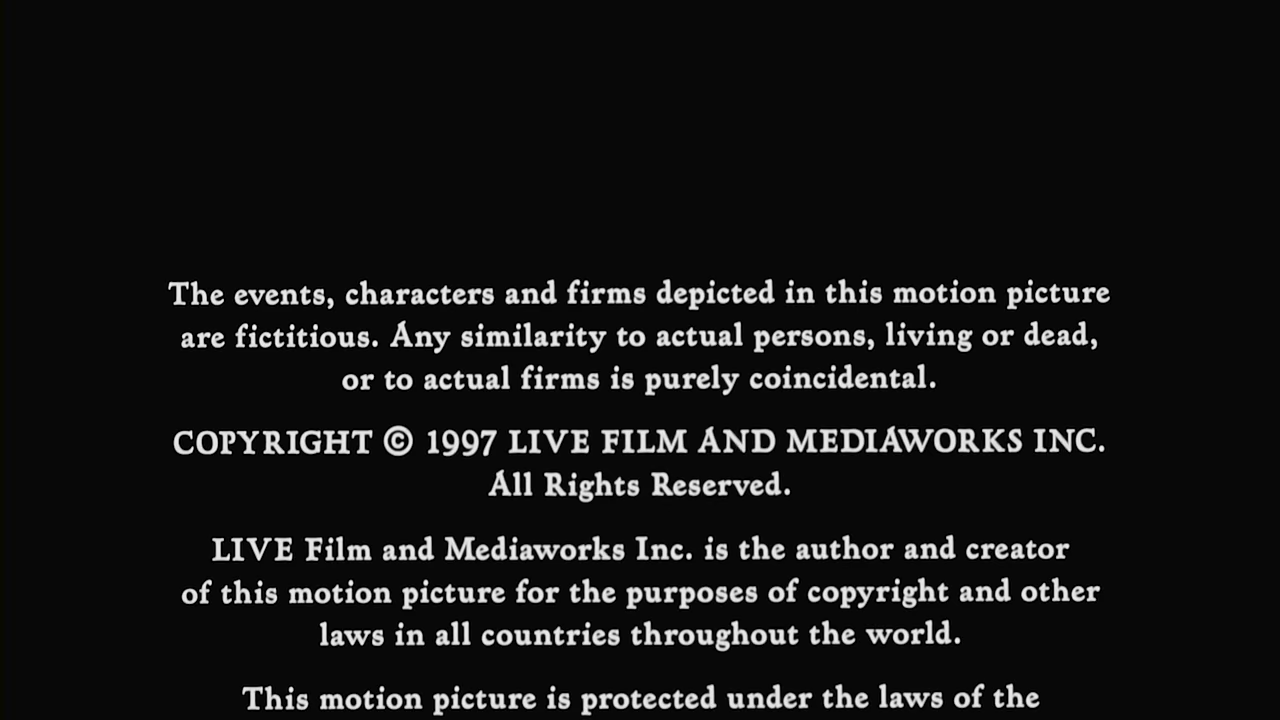 The events, characters and firms depicted in this motion picture
are fictitious. Any similarity to actual persons, living or dead,
or to actual firms is purely coincidental.
COPYRIGHT © 1997 LIVE FILM AND MEDIAWORKS INC.
All Rights Reserved.
LIVE Film and Mediaworks Inc. is the author and creator
of this motion picture for the purposes of copyright and other
laws in all countries throughout the world.
This motion picture is protected under the laws of the